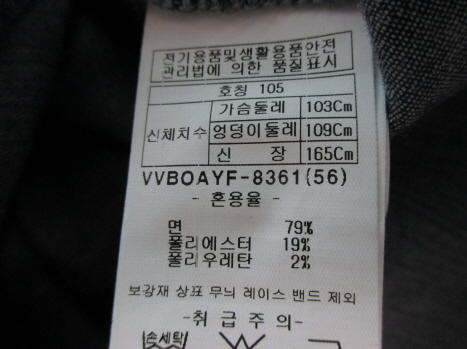 전기용품및생활용품안전
관리법에 의한 품질표시
호칭 105
신체치수 가슴둘레 103Cm
엉덩이둘레 109Cm
신 장 165Cm
VVBOAYF-8361(56)
- 혼용율 -
면 79%
폴리에스터 19%
폴리우레탄 2%
보강재 상표 무늬 레이스 밴드 제외
-취급주의-
손세탁